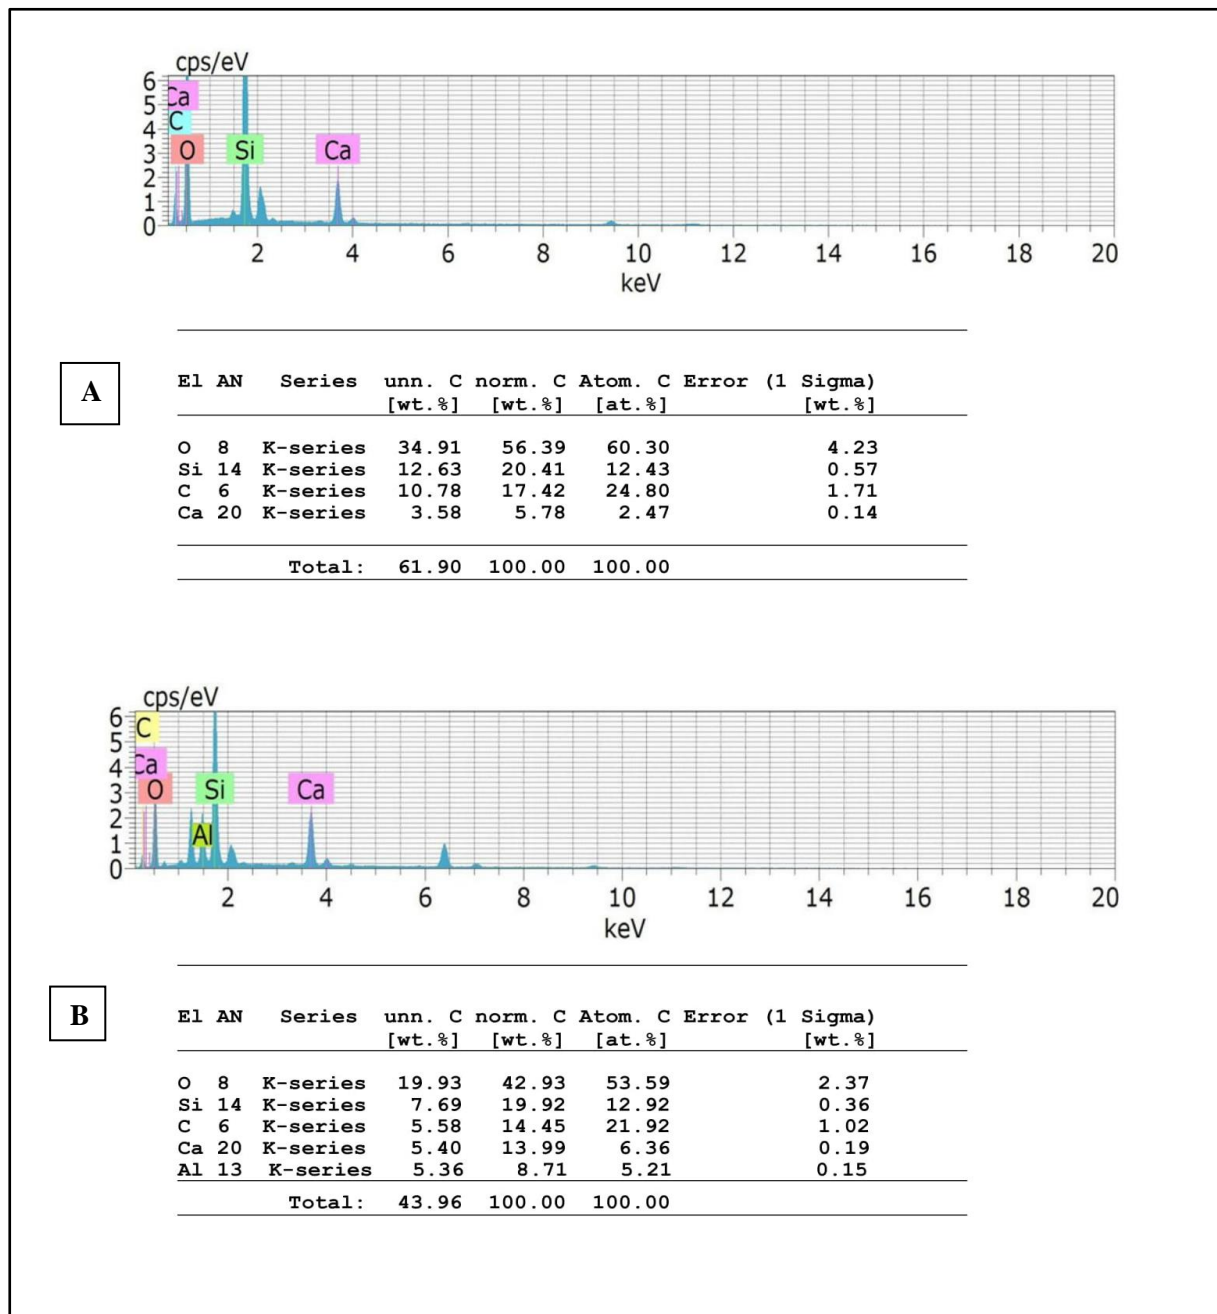 cps/eV
6
5
4
3
2
1
0
Ca
C
O Si Ca
2 4 6 8 10 12 14 16 18 20
keV
A
El AN Series unn. C norm. C Atom. C Error (1 Sigma)
[wt.%] [wt.%] [at.%] [wt.%]
O 8 K-series 34.91 56.39 60.30 4.23
Si 14 K-series 12.63 20.41 12.43 0.57
C 6 K-series 10.78 17.42 24.80 1.71
Ca 20 K-series 3.58 5.78 2.47 0.14
Total: 61.90 100.00 100.00
cps/eV
6
5
4
3
2
1
0
C
Ca
O Si Ca
Al
2 4 6 8 10 12 14 16 18 20
keV
B
El AN Series unn. C norm. C Atom. C Error (1 Sigma)
[wt.%] [wt.%] [at.%] [wt.%]
O 8 K-series 19.93 42.93 53.59 2.37
Si 14 K-series 7.69 19.92 12.92 0.36
C 6 K-series 5.58 14.45 21.92 1.02
Ca 20 K-series 5.40 13.99 6.36 0.19
Al 13 K-series 5.36 8.71 5.21 0.15
Total: 43.96 100.00 100.00